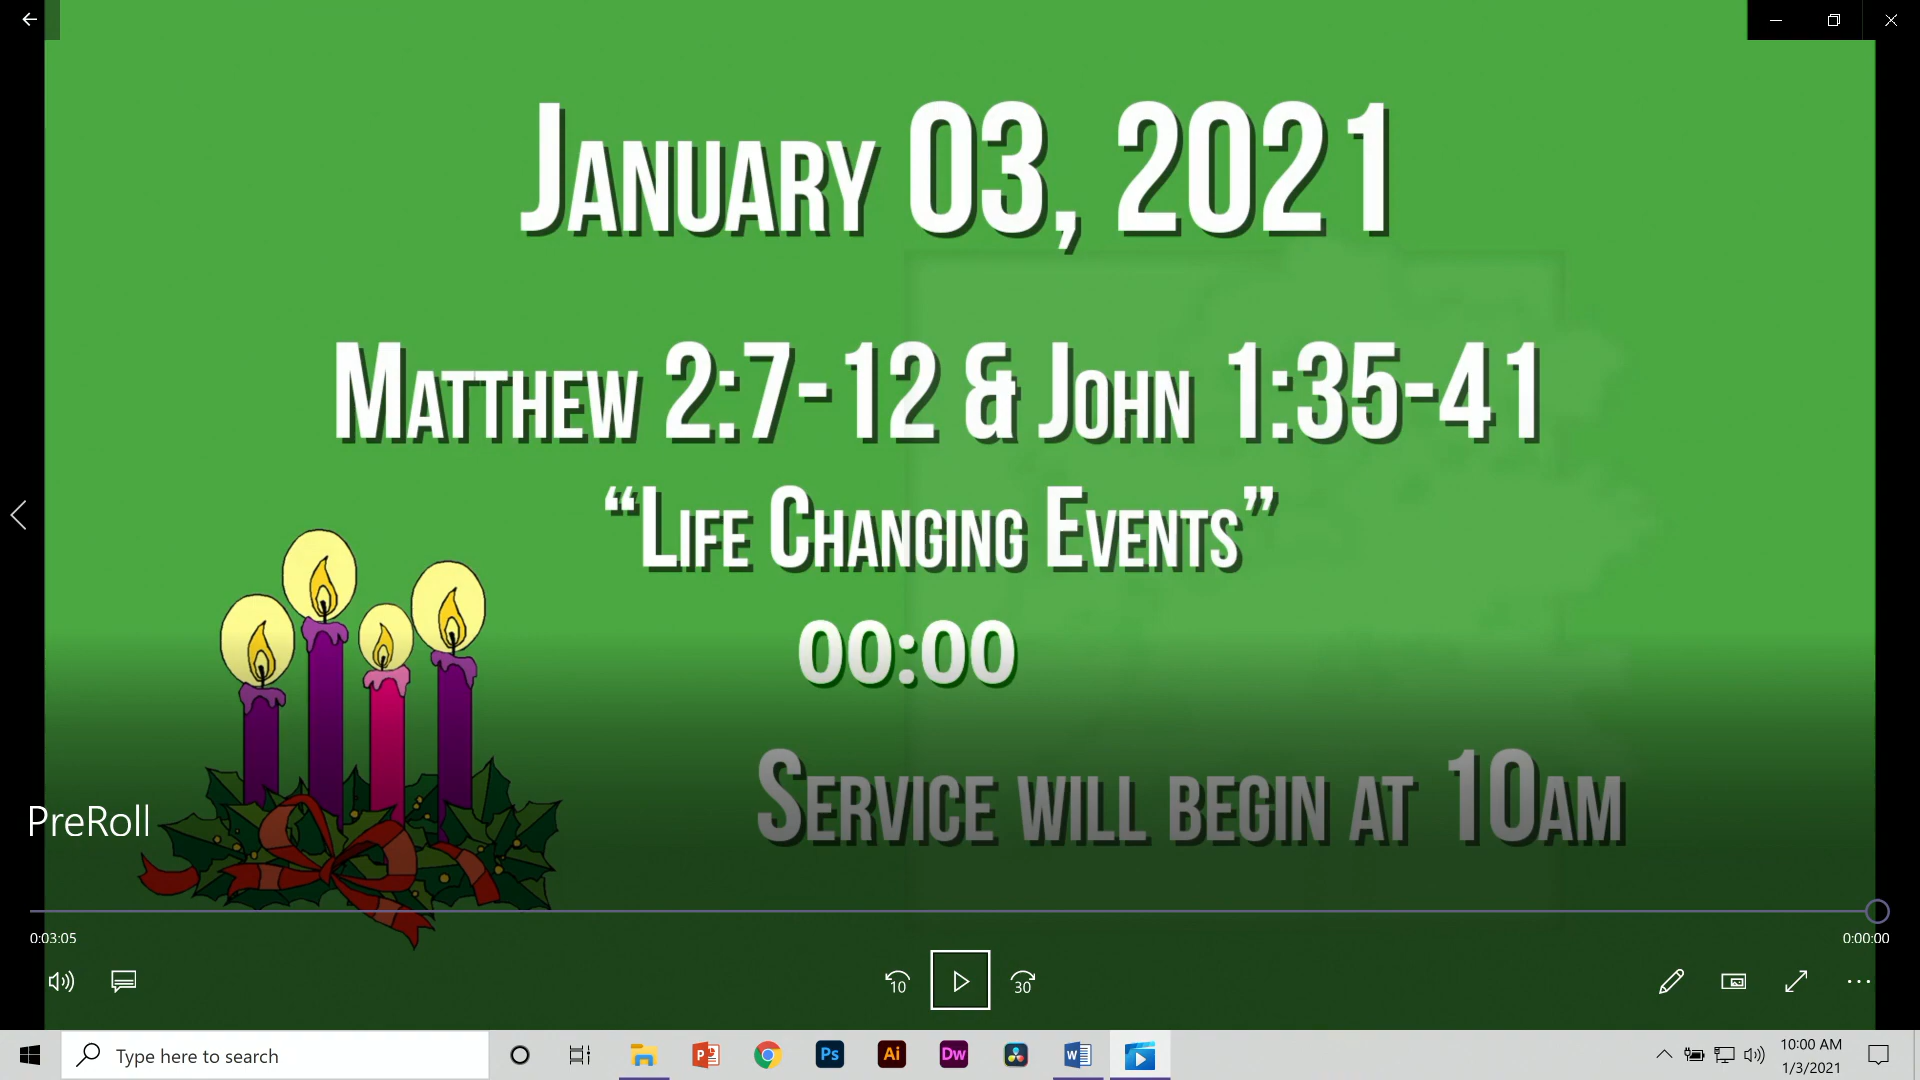 January 03, 2021
Matthew 2:7-12 & John 1:35-41
“Life Changing Events”
00:00
Service will begin at 10am
PreRoll
0:03:05
0:00:00
10
30
Type here to search
Ps
Ai
Dw
10:00 AM
1/3/2021